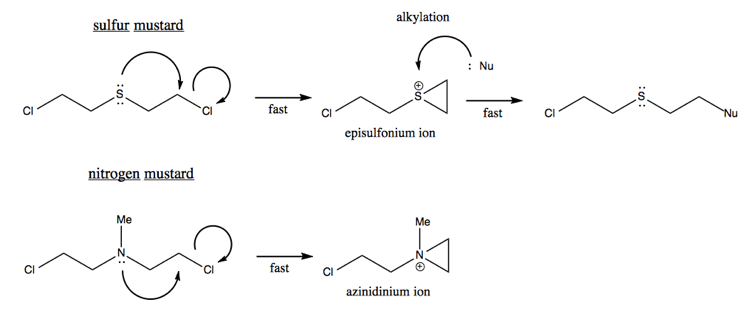 sulfur mustard
alkylation
: Nu
S
Cl
Cl
fast
⊕
S
Cl
episulfonium ion
fast
S
Cl
Nu
nitrogen mustard
Me
N
Cl
Cl
fast
Me
N
⊕
Cl
azinidinium ion